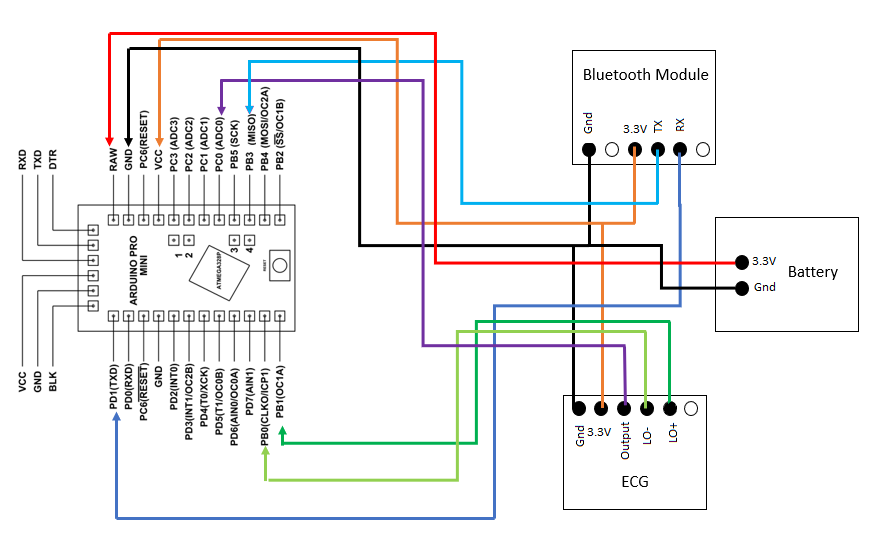 RXD
TXD
DTR
RAW
GND
PC6(RESET)
VCC
PC3 (ADC3)
PC2 (ADC2)
PC1 (ADC1)
PC0 (ADC0)
PB5 (SCK)
PB3 (MISO)
PB4 (MOSI/OC2A)
PB2 (SS/OC1B)
1
2
3
4
ARDUINO PRO
MINI
ATMEGA328P
RESET
VCC
GND
BLK
PD1(TXD)
PD0(RXD)
PC6(RESET)
GND
PD2(INT0)
PD3(INT1/OC2B)
PD4(T0/XCK)
PD5(T1/OC0B)
PD6(AIN0/OC0A)
PD7(AIN1)
PB0(CLKO/ICP1)
PB1(OC1A)
Bluetooth Module
Gnd
3.3V
TX
RX
3.3V
Battery
Gnd
Gnd
3.3V
Output
LO-
LO+
ECG